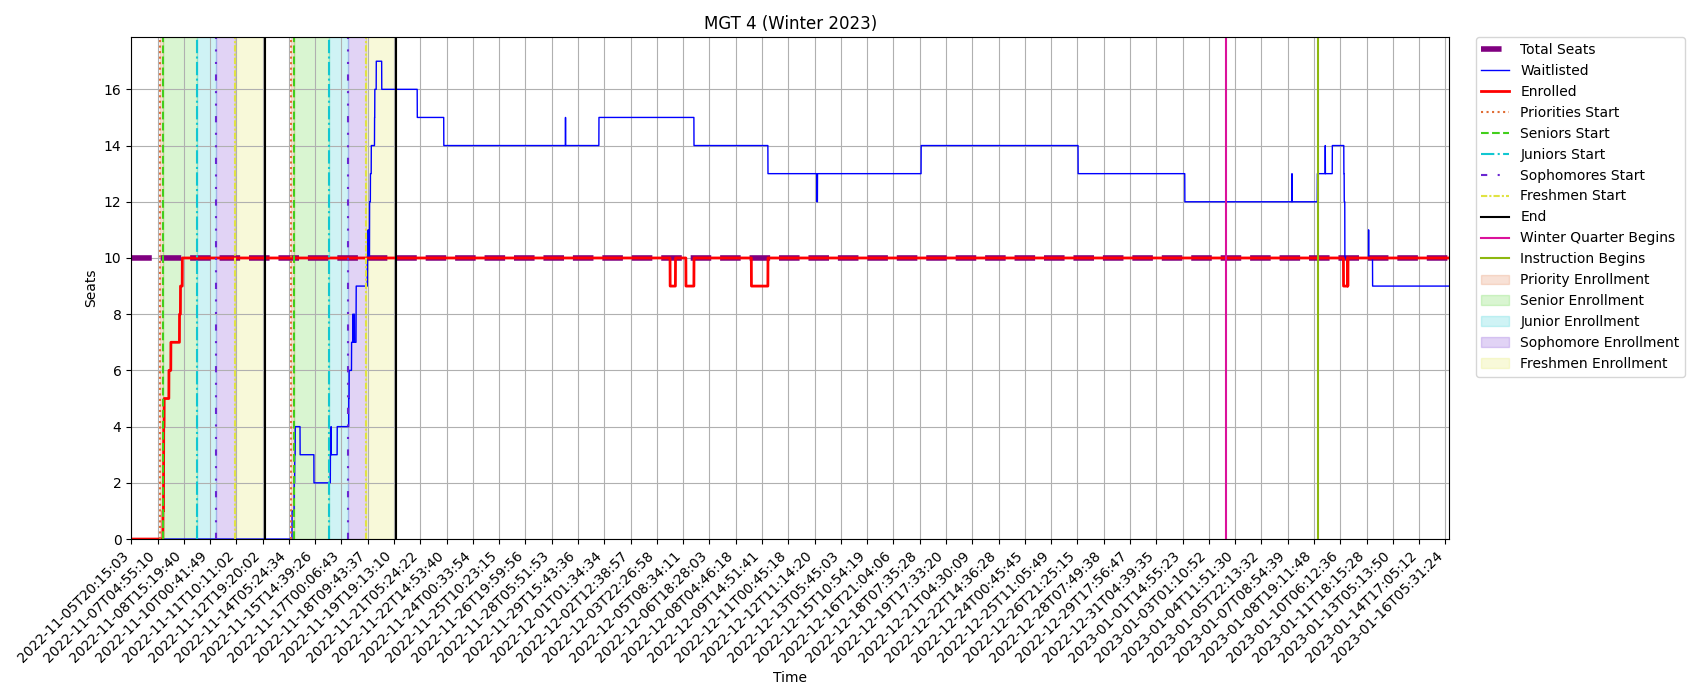 MGT 4 (Winter 2023)
Seats
16
14
12
10
8
6
4
2
0
2022-11-05T20:15:03
2022-11-07T04:55:10
2022-11-08T15:19:40
2022-11-10T00:41:49
2022-11-11T10:11:02
2022-11-12T19:20:02
2022-11-14T05:24:34
2022-11-15T14:39:26
2022-11-17T00:06:43
2022-11-18T09:43:37
2022-11-19T19:13:10
2022-11-21T05:24:22
2022-11-22T14:53:40
2022-11-24T00:33:54
2022-11-25T10:23:15
2022-11-26T19:59:56
2022-11-28T05:51:53
2022-11-29T15:43:36
2022-12-01T01:34:34
2022-12-02T12:38:57
2022-12-03T22:26:58
2022-12-05T08:34:11
2022-12-06T18:28:03
2022-12-08T04:46:18
2022-12-09T14:51:41
2022-12-11T00:45:18
2022-12-12T11:14:20
2022-12-13T05:45:03
2022-12-15T10:54:19
2022-12-16T21:04:06
2022-12-18T07:35:28
2022-12-19T17:33:20
2022-12-21T04:30:09
2022-12-22T14:36:28
2022-12-24T00:45:45
2022-12-25T11:05:49
2022-12-26T21:25:15
2022-12-28T07:49:38
2022-12-29T17:56:47
2022-12-31T04:39:35
2023-01-01T14:55:23
2023-01-03T01:10:52
2023-01-04T11:51:30
2023-01-05T22:13:32
2023-01-07T08:54:39
2023-01-08T19:11:48
2023-01-10T06:12:36
2023-01-11T18:15:28
2023-01-13T05:13:50
2023-01-14T17:05:12
2023-01-16T05:31:24
Time
Total Seats
Waitlisted
Enrolled
Priorities Start
Seniors Start
Juniors Start
Sophomores Start
Freshmen Start
End
Winter Quarter Begins
Instruction Begins
Priority Enrollment
Senior Enrollment
Junior Enrollment
Sophomore Enrollment
Freshmen Enrollment